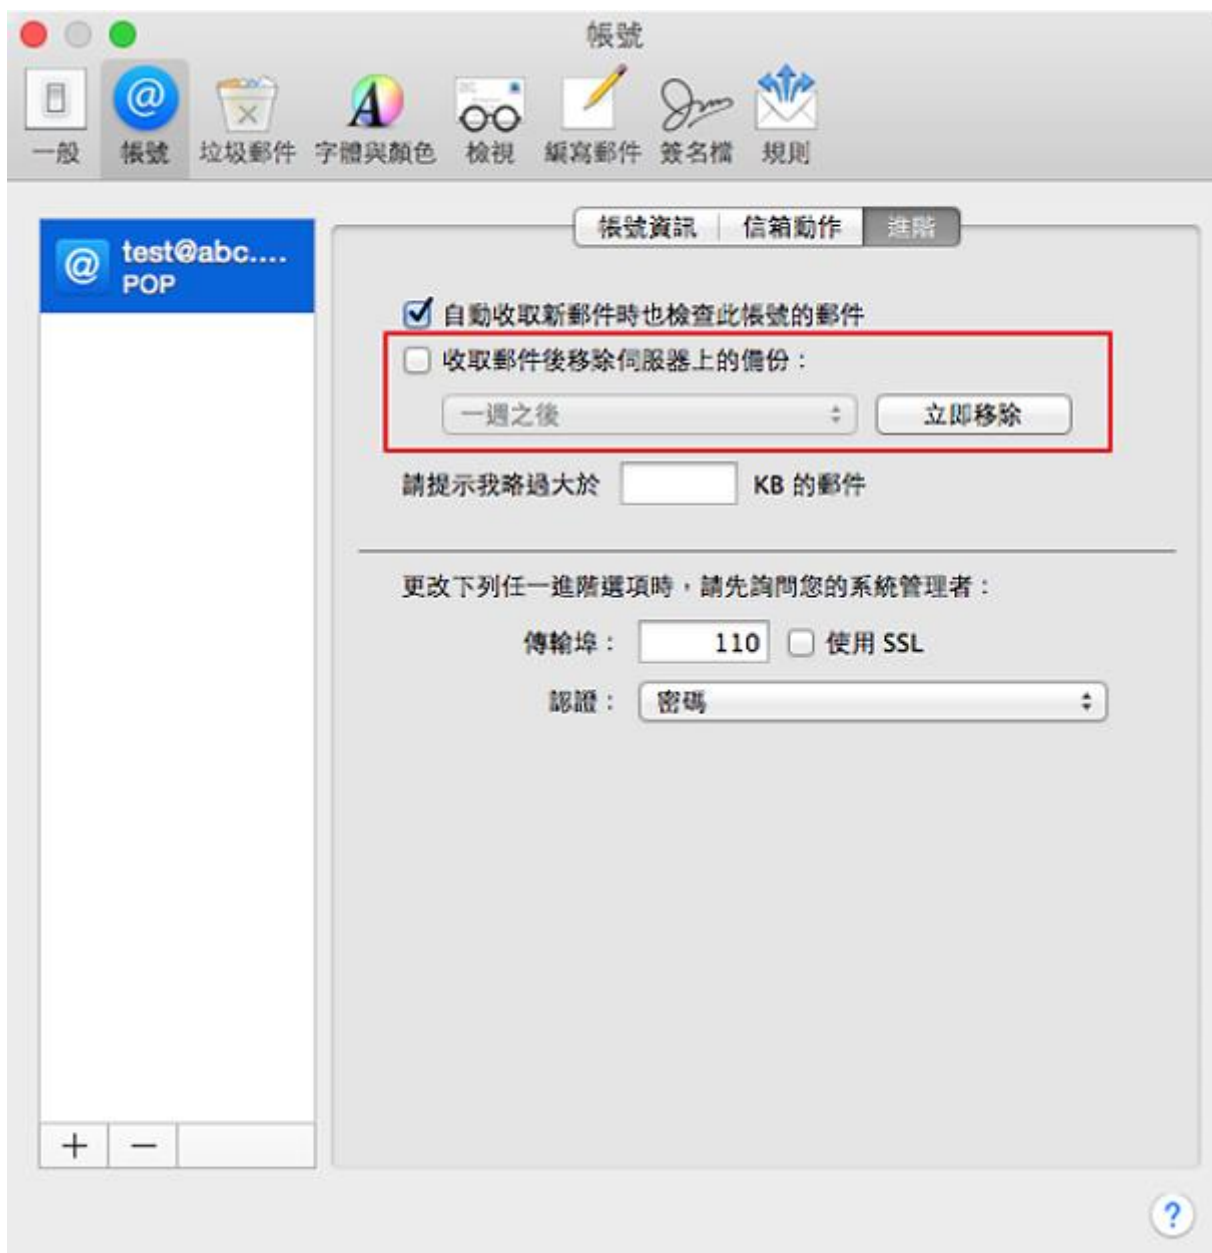 帳號
一般 帳號 垃圾郵件 字體與顏色 檢視 編寫郵件 簽名檔 規則
帳號資訊 信箱動作 進階
test@abc....
POP
自動收取新郵件時也檢查此帳號的郵件
收取郵件後移除伺服器上的備份：
一週之後 立即移除
請提示我略過大於 KB 的郵件
更改下列任一進階選項時，請先詢問您的系統管理者：
傳輸埠： 110 使用 SSL
認證： 密碼